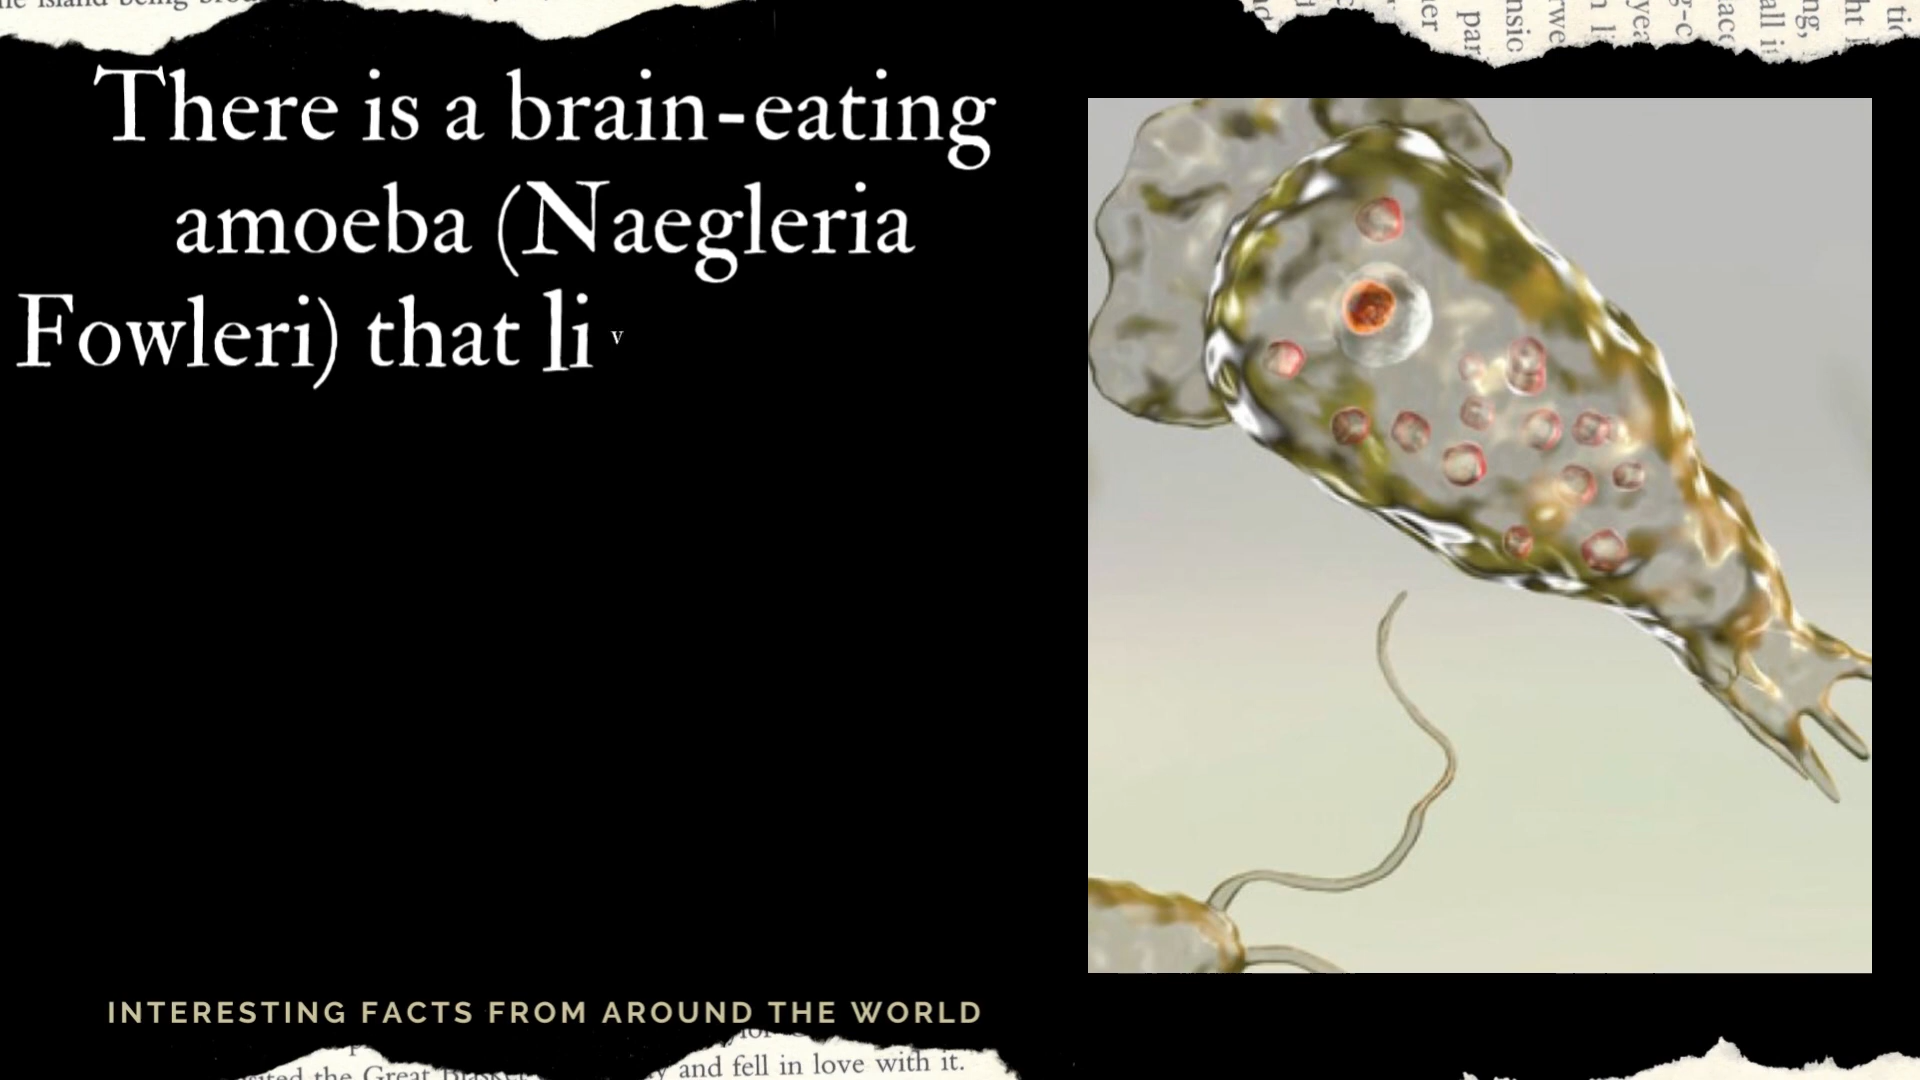 There is a brain-eating
amoeba (Naegleria
Fowleri) that li v
INTERESTING FACTS FROM AROUND THE WORLD
and fell in love with it.